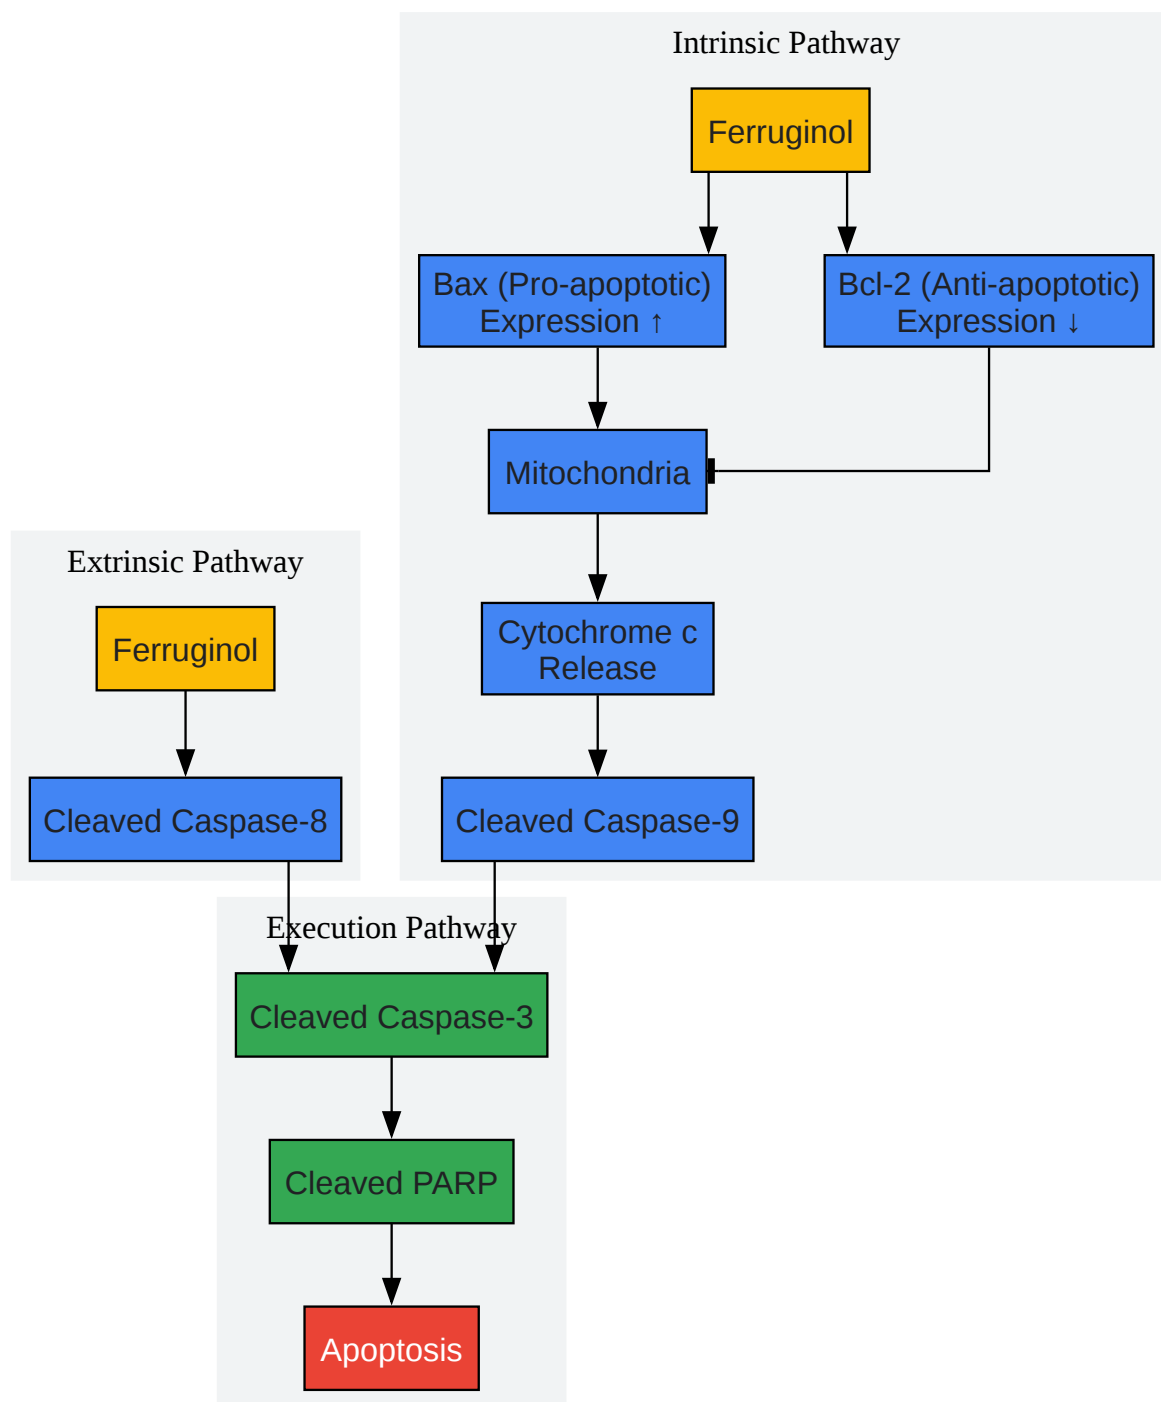 Intrinsic Pathway
Ferruginol
Bax (Pro-apoptotic)
Expression ↑
Bcl-2 (Anti-apoptotic)
Expression ↓
Mitochondria
Cytochrome c
Release
Cleaved Caspase-9
Extrinsic Pathway
Ferruginol
Cleaved Caspase-8
Execution Pathway
Cleaved Caspase-3
Cleaved PARP
Apoptosis